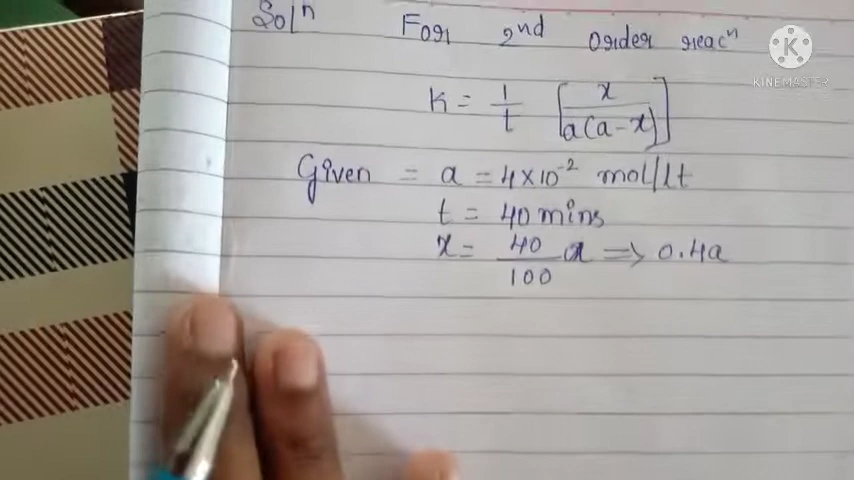 Solⁿ For 2nd order reacⁿ
K
KINEMASTER
K = 1/t [x/a(a-x)]
Given = a = 4×10⁻² mol/lt
t = 40 mins
x = 40/100 a ⇒ 0.4a